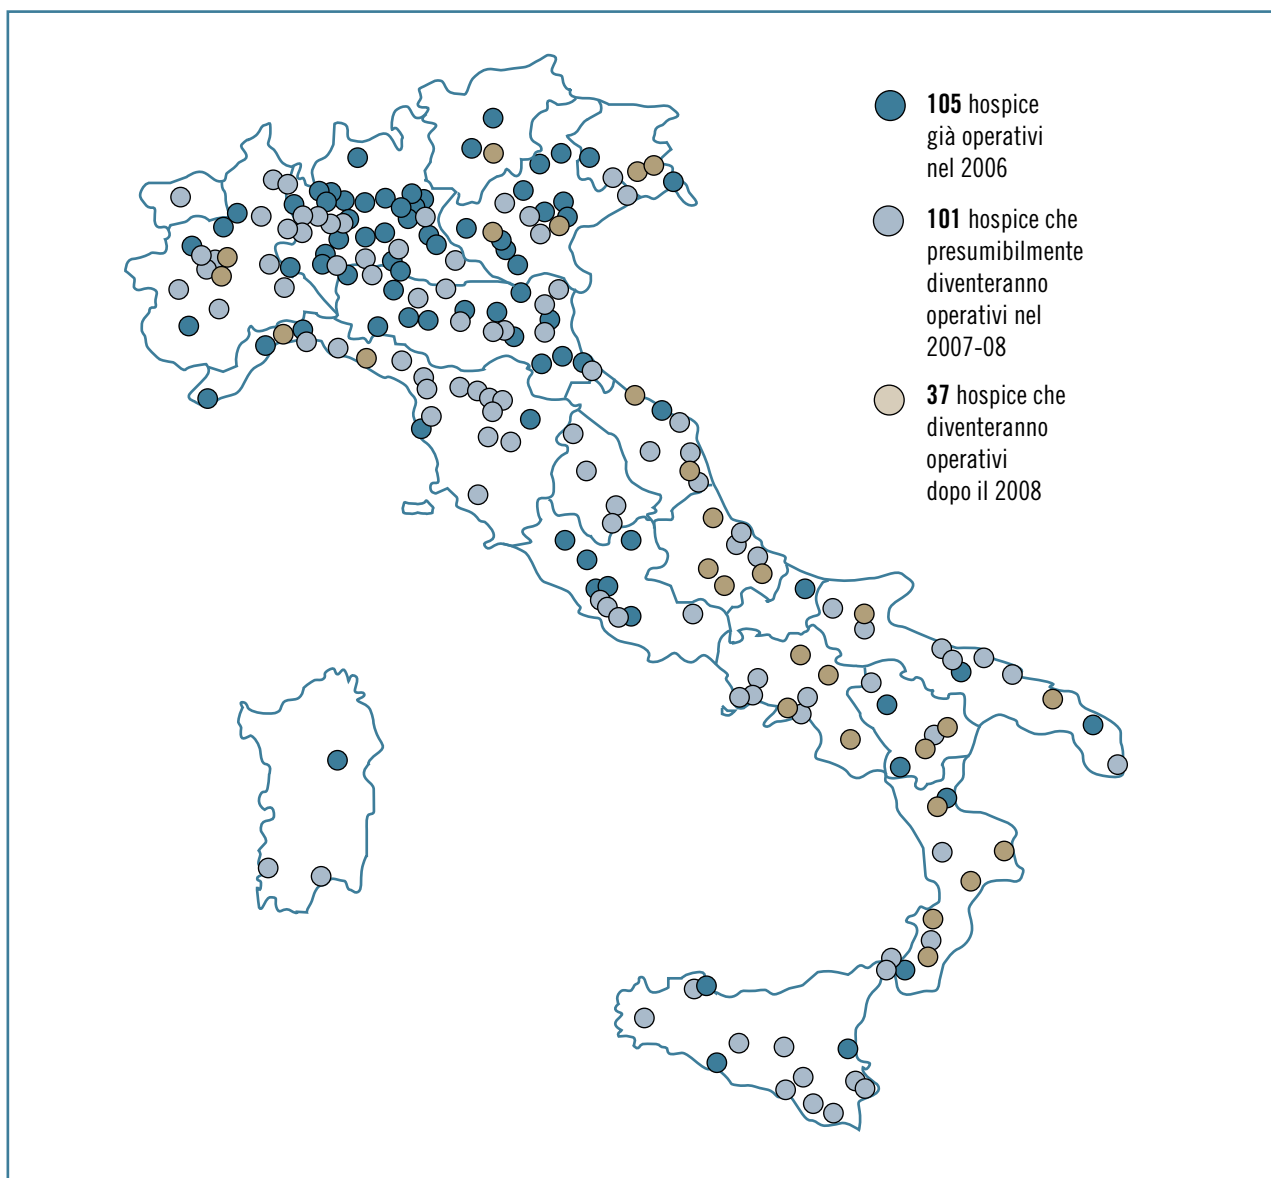 105 hospice
già operativi
nel 2006
101 hospice che
presumibilmente
diventeranno
operativi nel
2007-08
37 hospice che
diventeranno
operativi
dopo il 2008